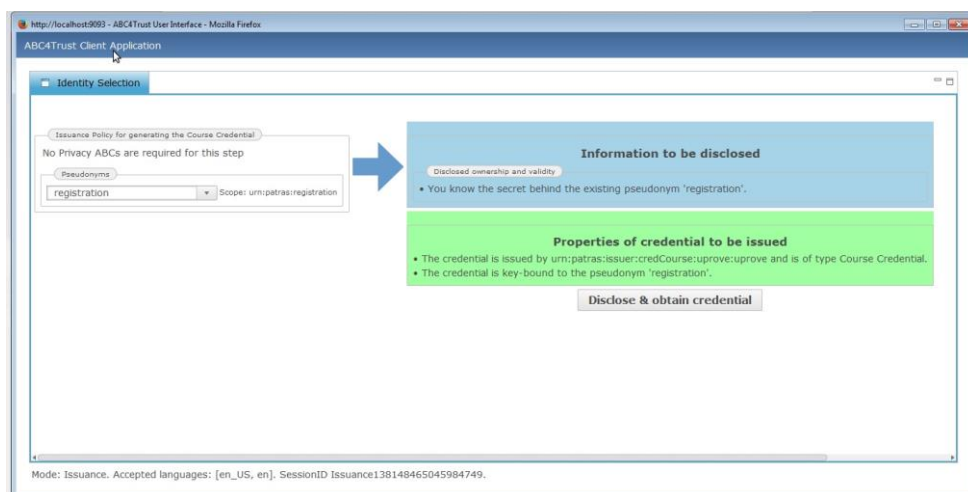 http://localhost:9093 - ABC4Trust User Interface - Mozilla Firefox
ABC4Trust Client Application
Identity Selection
Issuance Policy for generating the Course Credential
No Privacy ABCs are required for this step
Pseudonyms
registration
Scope: urn:patras:registration
Information to be disclosed
Disclosed ownership and validity
• You know the secret behind the existing pseudonym 'registration'.
Properties of credential to be issued
• The credential is issued by urn:patras:issuer:credCourse:uprove:uprove and is of type Course Credential.
• The credential is key-bound to the pseudonym 'registration'.
Disclose & obtain credential
Mode: Issuance. Accepted languages: [en_US, en]. SessionID Issuance138148465045984749.